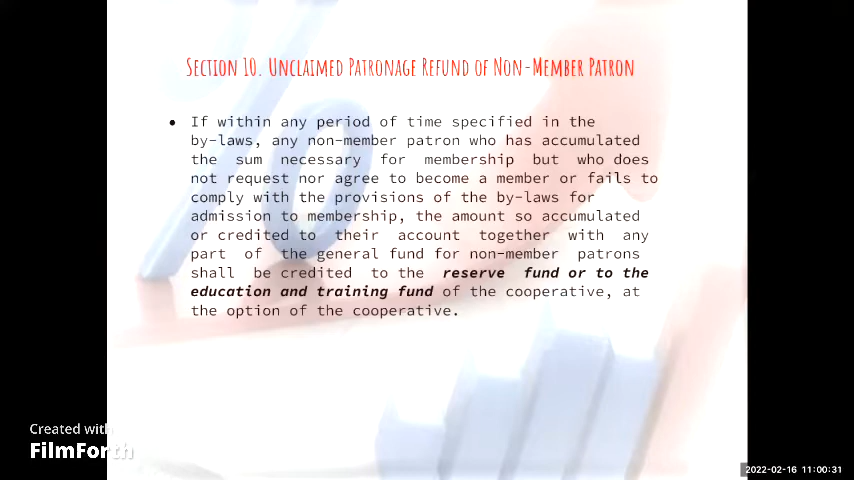 Section 10. Unclaimed Patronage Refund of Non-Member Patron
• If within any period of time specified in the
by-laws, any non-member patron who has accumulated
the sum necessary for membership but who does
not request nor agree to become a member or fails to
comply with the provisions of the by-laws for
admission to membership, the amount so accumulated
or credited to their account together with any
part of the general fund for non-member patrons
shall be credited to the reserve fund or to the
education and training fund of the cooperative, at
the option of the cooperative.
Created with
FilmForth
2022-02-16 11:00:31